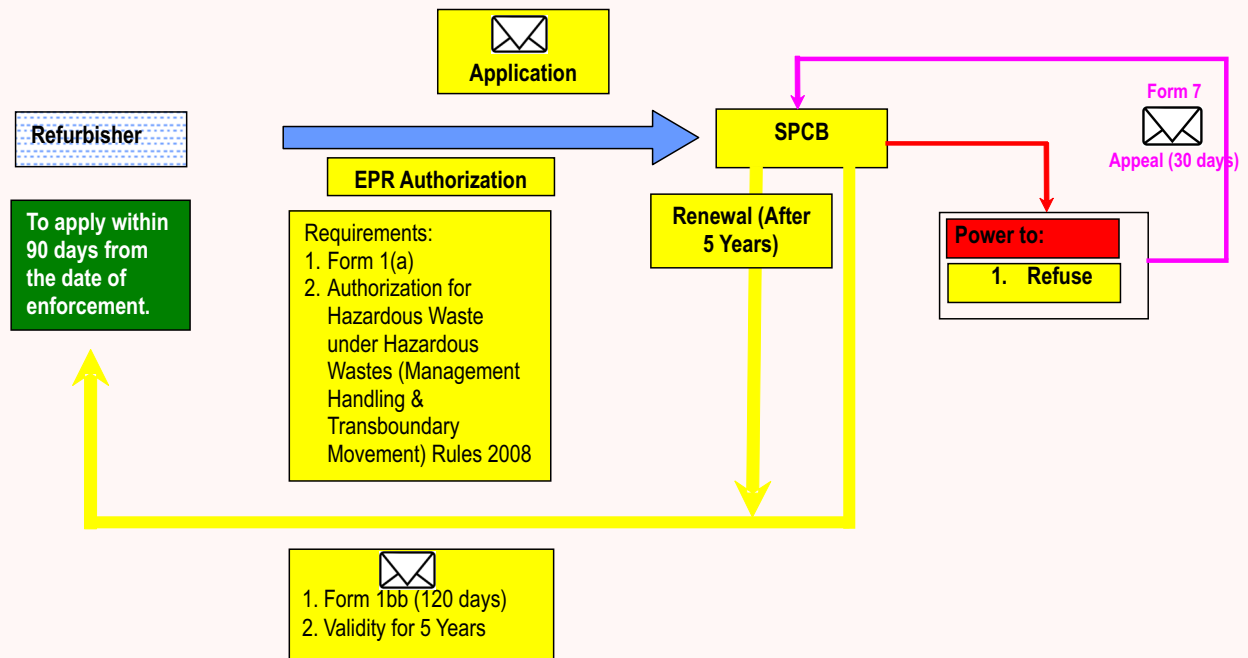 Application
Refurbisher
SPCB
Form 7
Appeal (30 days)
EPR Authorization
To apply within
90 days from
the date of
enforcement.
Requirements:
1. Form 1(a)
2. Authorization for
Hazardous Waste
under Hazardous
Wastes (Management
Handling &
Transboundary
Movement) Rules 2008
Renewal (After
5 Years)
Power to:
1. Refuse
1. Form 1bb (120 days)
2. Validity for 5 Years